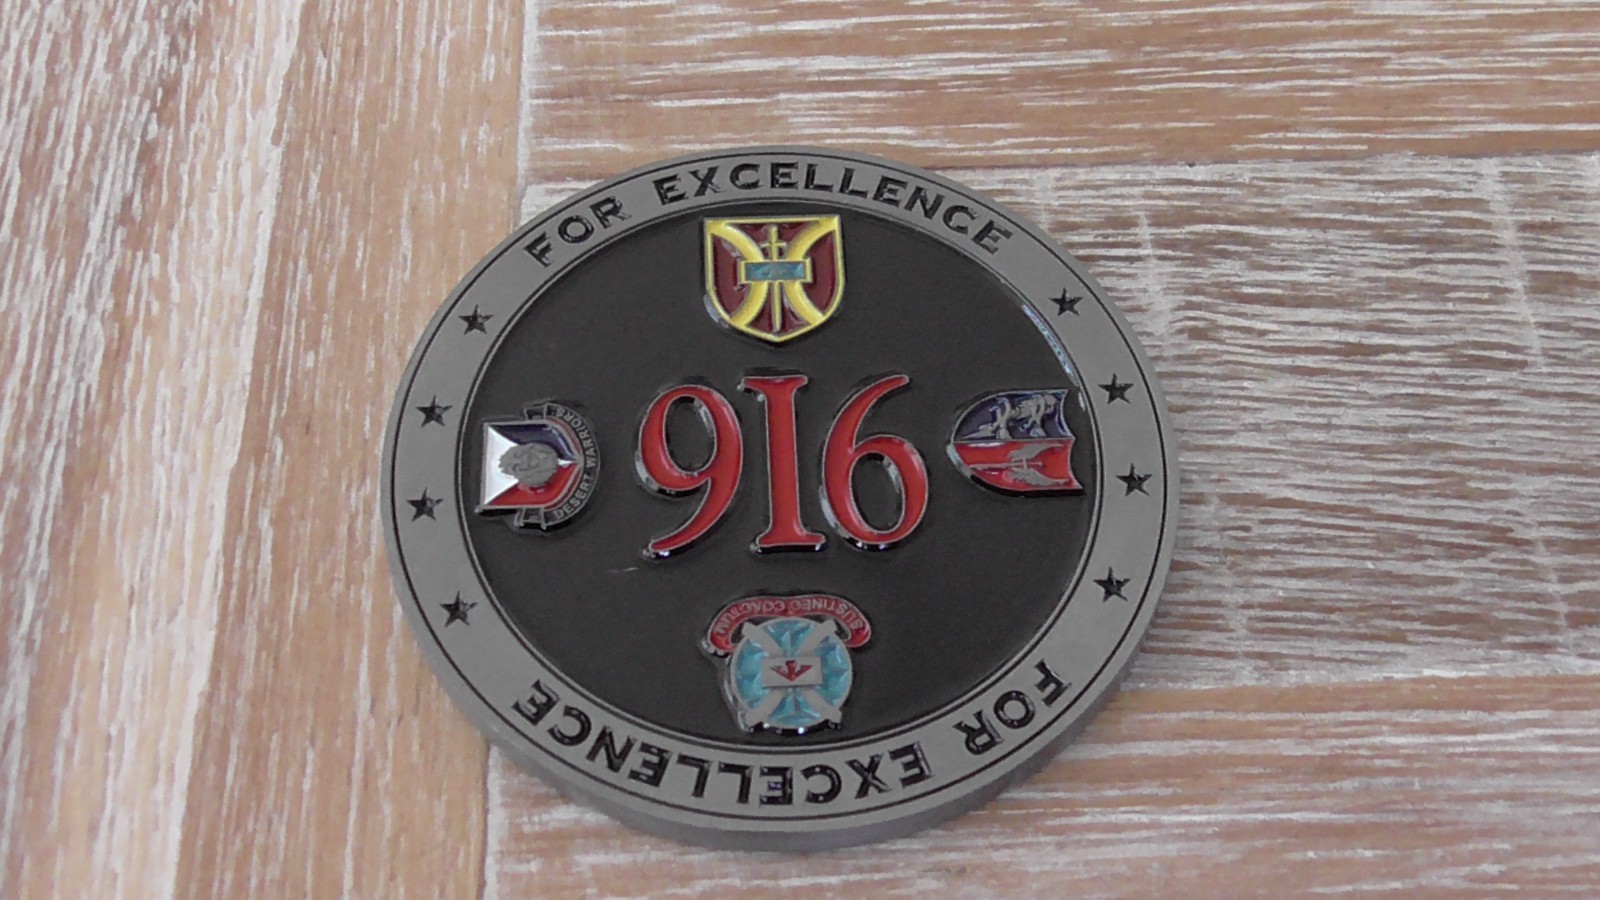 FOR EXCELLENCE
916
DESERT WARRIORS
SUSTINEO COACTUM
FOR EXCELLENCE